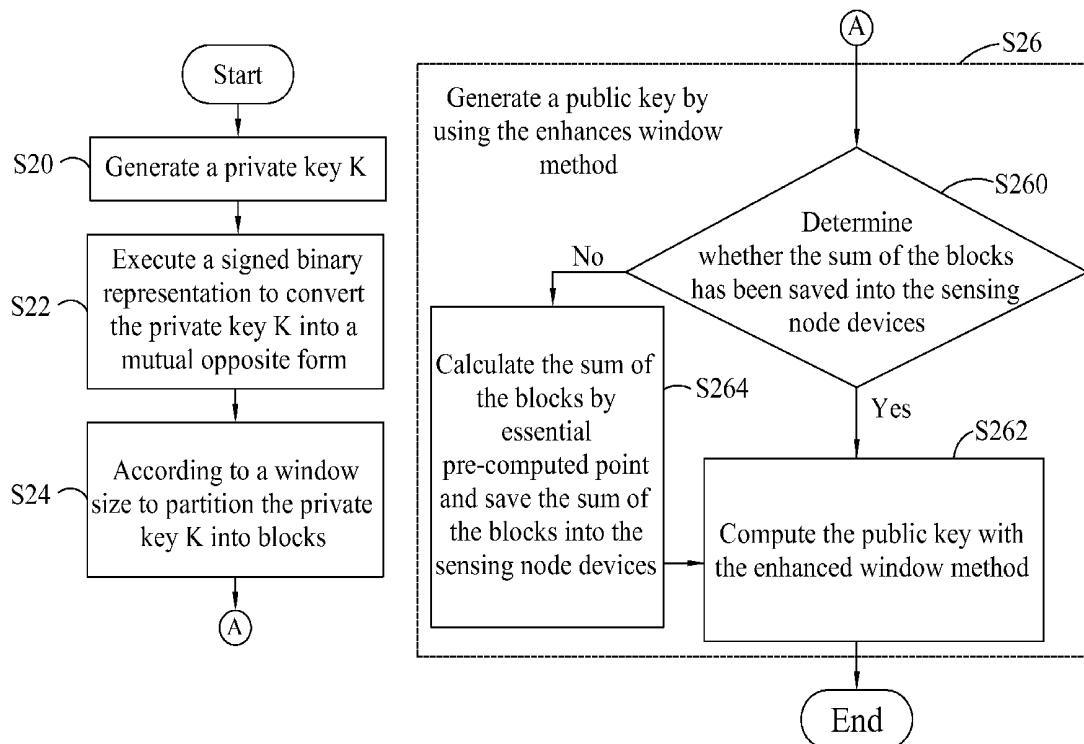 Start
S20
Generate a private key K
S22
Execute a signed binary
representation to convert
the private key K into a
mutual opposite form
S24
According to a window
size to partition the private
key K into blocks
A
A
S26
Generate a public key by
using the enhances window
method
S260
Determine
whether the sum of the blocks
has been saved into the sensing
node devices
No
Yes
S264
Calculate the sum of
the blocks by
essential
pre-computed point
and save the sum of
the blocks into the
sensing node devices
S262
Compute the public key with
the enhanced window method
End